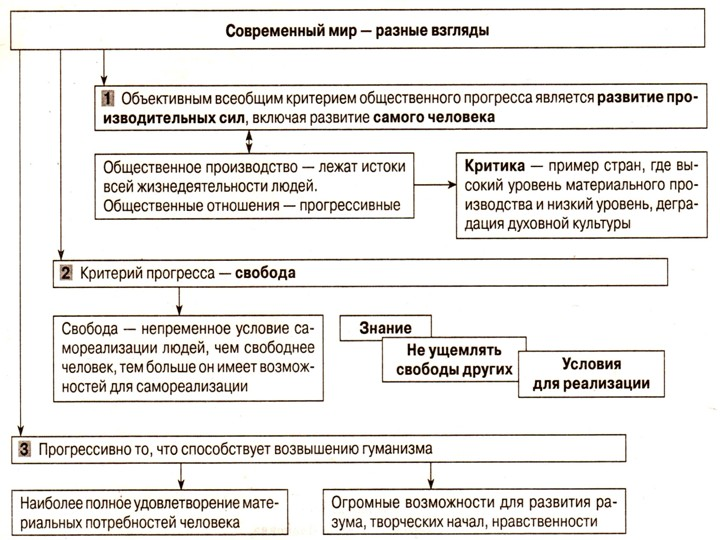 Современный мир — разные взгляды
1 Объективным всеобщим критерием общественного прогресса является развитие про-
изводительных сил, включая развитие самого человека
Общественное производство — лежат истоки
всей жизнедеятельности людей.
Общественные отношения — прогрессивные
Критика — пример стран, где вы-
сокий уровень материального про-
изводства и низкий уровень, дегра-
дация духовной культуры
2 Критерий прогресса — свобода
Свобода — непременное условие са-
мореализации людей, чем свободнее
человек, тем больше он имеет возмож-
ностей для самореализации
Знание
Не ущемлять
свободы других
Условия
для реализации
3 Прогрессивно то, что способствует возвышению гуманизма
Наиболее полное удовлетворение мате-
риальных потребностей человека
Огромные возможности для развития ра-
зума, творческих начал, нравственности